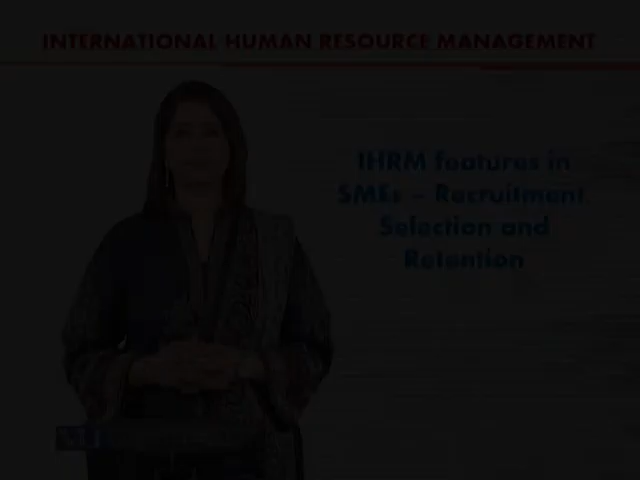 INTERNATIONAL HUMAN RESOURCE MANAGEMENT
IHRM features in
SMEs – Recruitment
Selection and
Retention